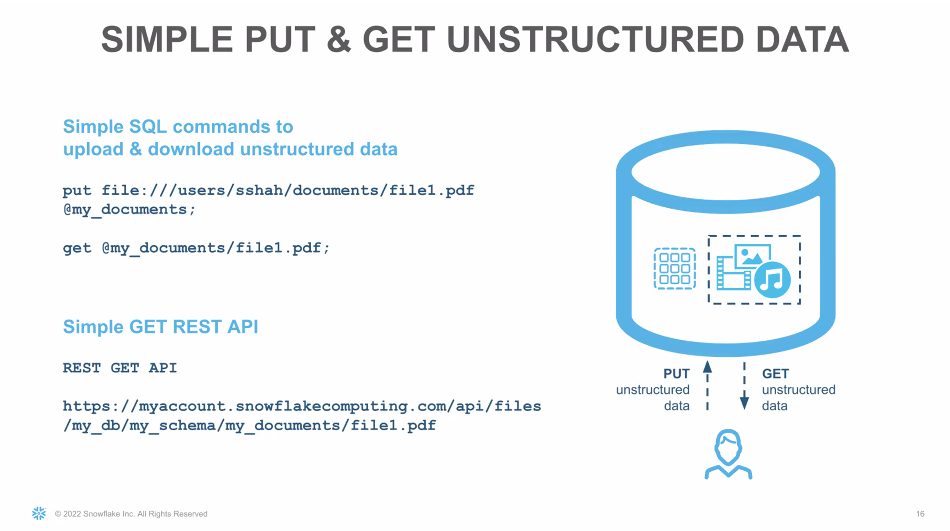 SIMPLE PUT & GET UNSTRUCTURED DATA
Simple SQL commands to
upload & download unstructured data
put file:///users/sshah/documents/file1.pdf
@my_documents;
get @my_documents/file1.pdf;
Simple GET REST API
REST GET API
https://myaccount.snowflakecomputing.com/api/files
/my_db/my_schema/my_documents/file1.pdf
PUT
unstructured
data
GET
unstructured
data
© 2022 Snowflake Inc. All Rights Reserved
16